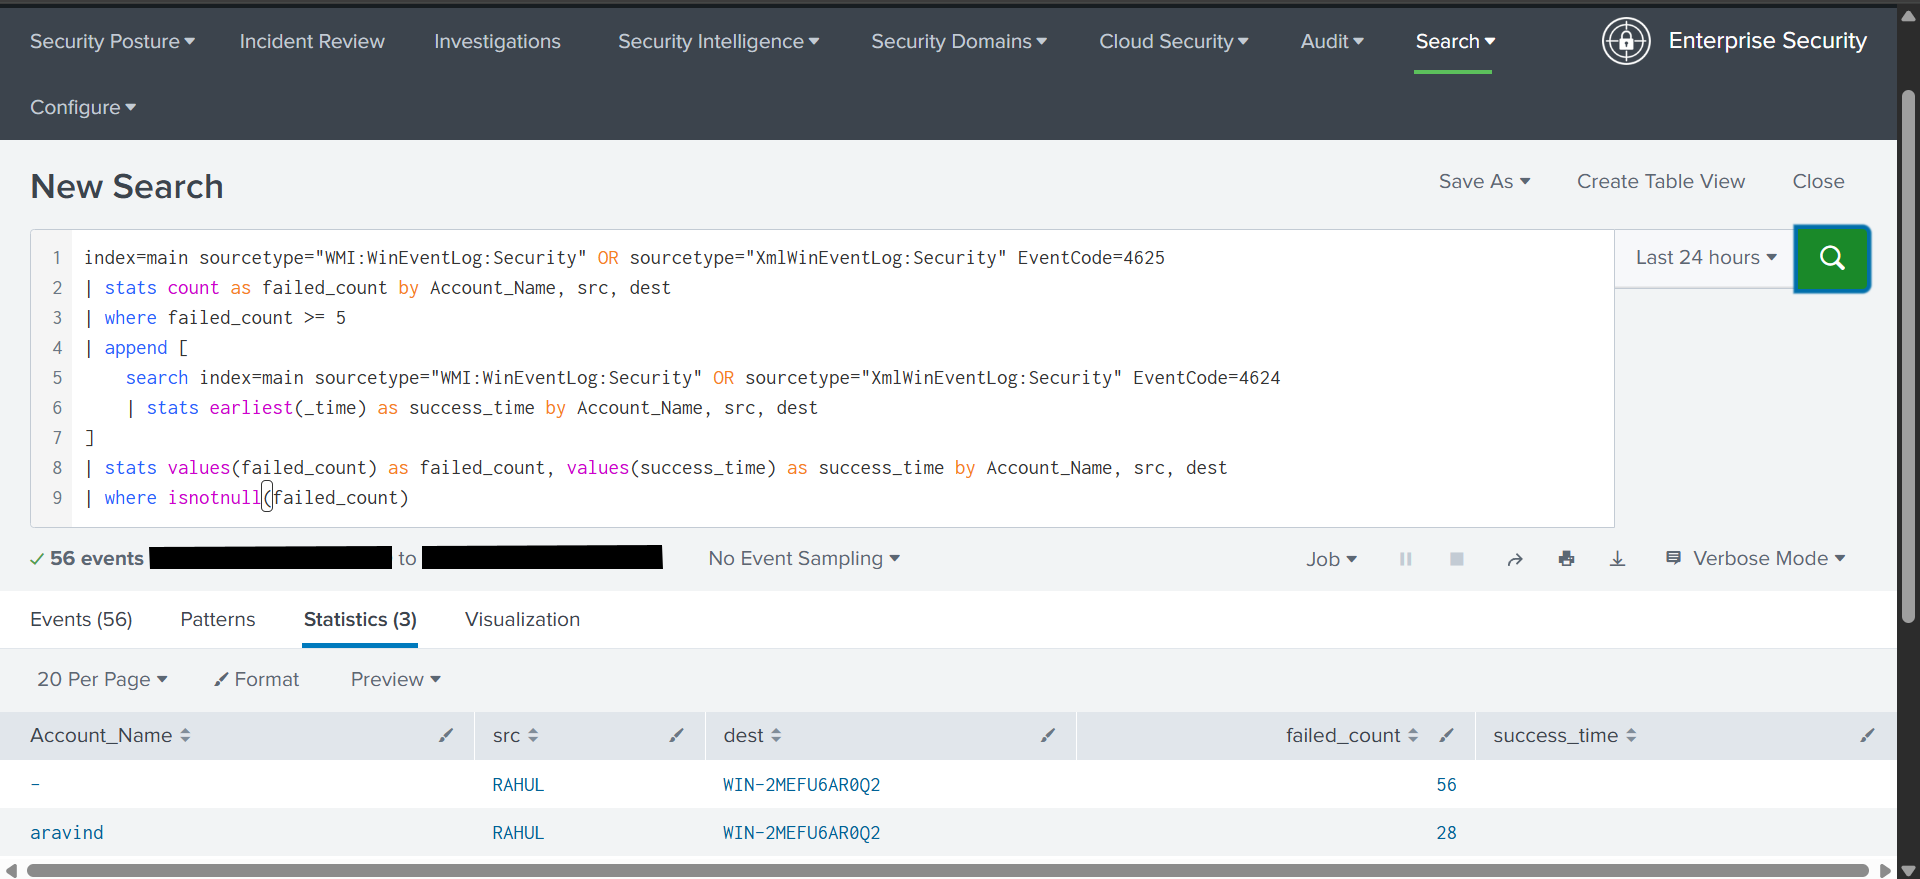 Security Posture Incident Review Investigations Security Intelligence Security Domains Cloud Security Audit Search Enterprise Security
Configure
New Search
Save As Create Table View Close
1 index=main sourcetype="WMI:WinEventLog:Security" OR sourcetype="XmlWinEventLog:Security" EventCode=4625
Last 24 hours
2 | stats count as failed_count by Account_Name, src, dest
3 | where failed_count >= 5
4 | append [
5 search index=main sourcetype="WMI:WinEventLog:Security" OR sourcetype="XmlWinEventLog:Security" EventCode=4624
6 | stats earliest(_time) as success_time by Account_Name, src, dest
7 ]
8 | stats values(failed_count) as failed_count, values(success_time) as success_time by Account_Name, src, dest
9 | where isnotnull(failed_count)
56 events to No Event Sampling Job Verbose Mode
Events (56) Patterns Statistics (3) Visualization
20 Per Page Format Preview
Account_Name src dest failed_count success_time
- RAHUL WIN-2MEFU6AR0Q2 56
aravind RAHUL WIN-2MEFU6AR0Q2 28